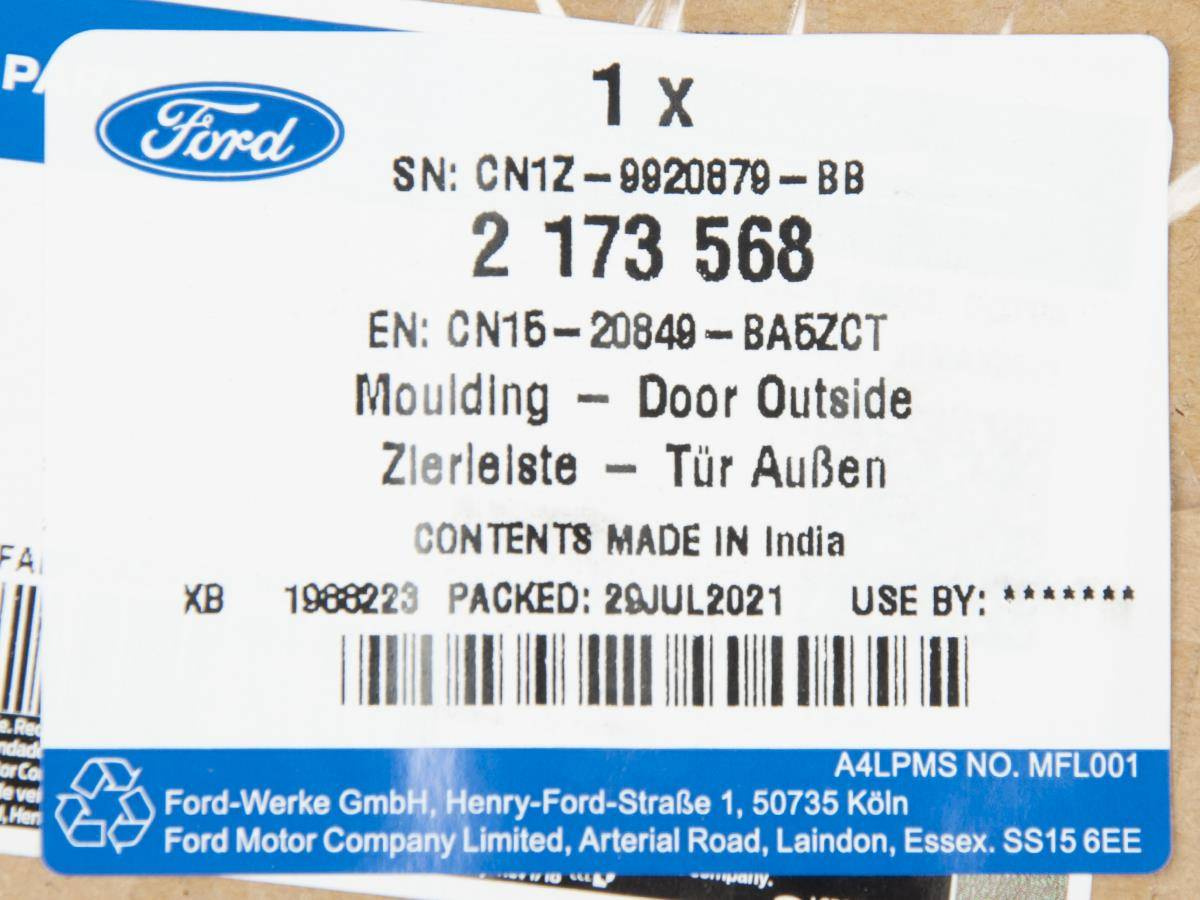 Ford
1 x
SN: CN1Z-9920879-BB
2 173 568
EN: CN15-20849-BA5ZCT
Moulding - Door Outside
Zierleiste - Tür Außen
CONTENTS MADE IN India
XB 1988223 PACKED: 29JUL2021 USE BY: *******
A4LPMS NO. MFL001
Ford-Werke GmbH, Henry-Ford-Straße 1, 50735 Köln
Ford Motor Company Limited, Arterial Road, Laindon, Essex. SS15 6EE
company.